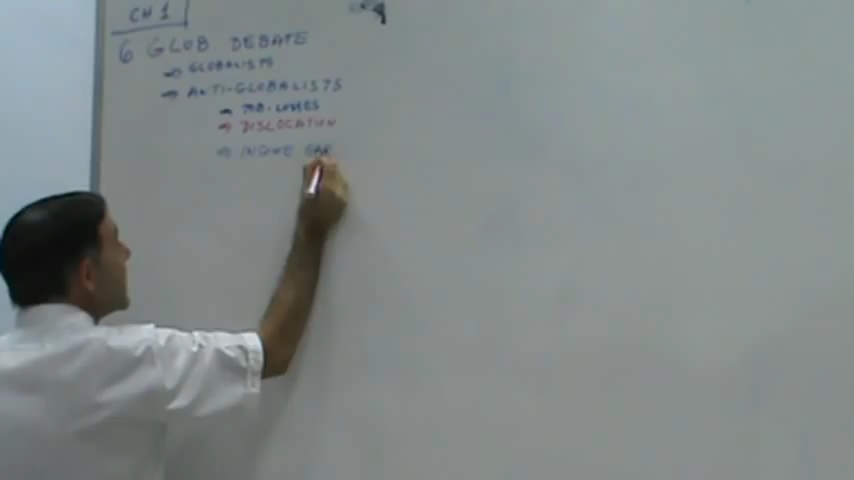 CH 1
6 GLOB DEBATE
→ GLOBALISTS
→ ANTI-GLOBALISTS
→ JOB-LOSSES
→ DISLOCATION
→ INCOME GAP